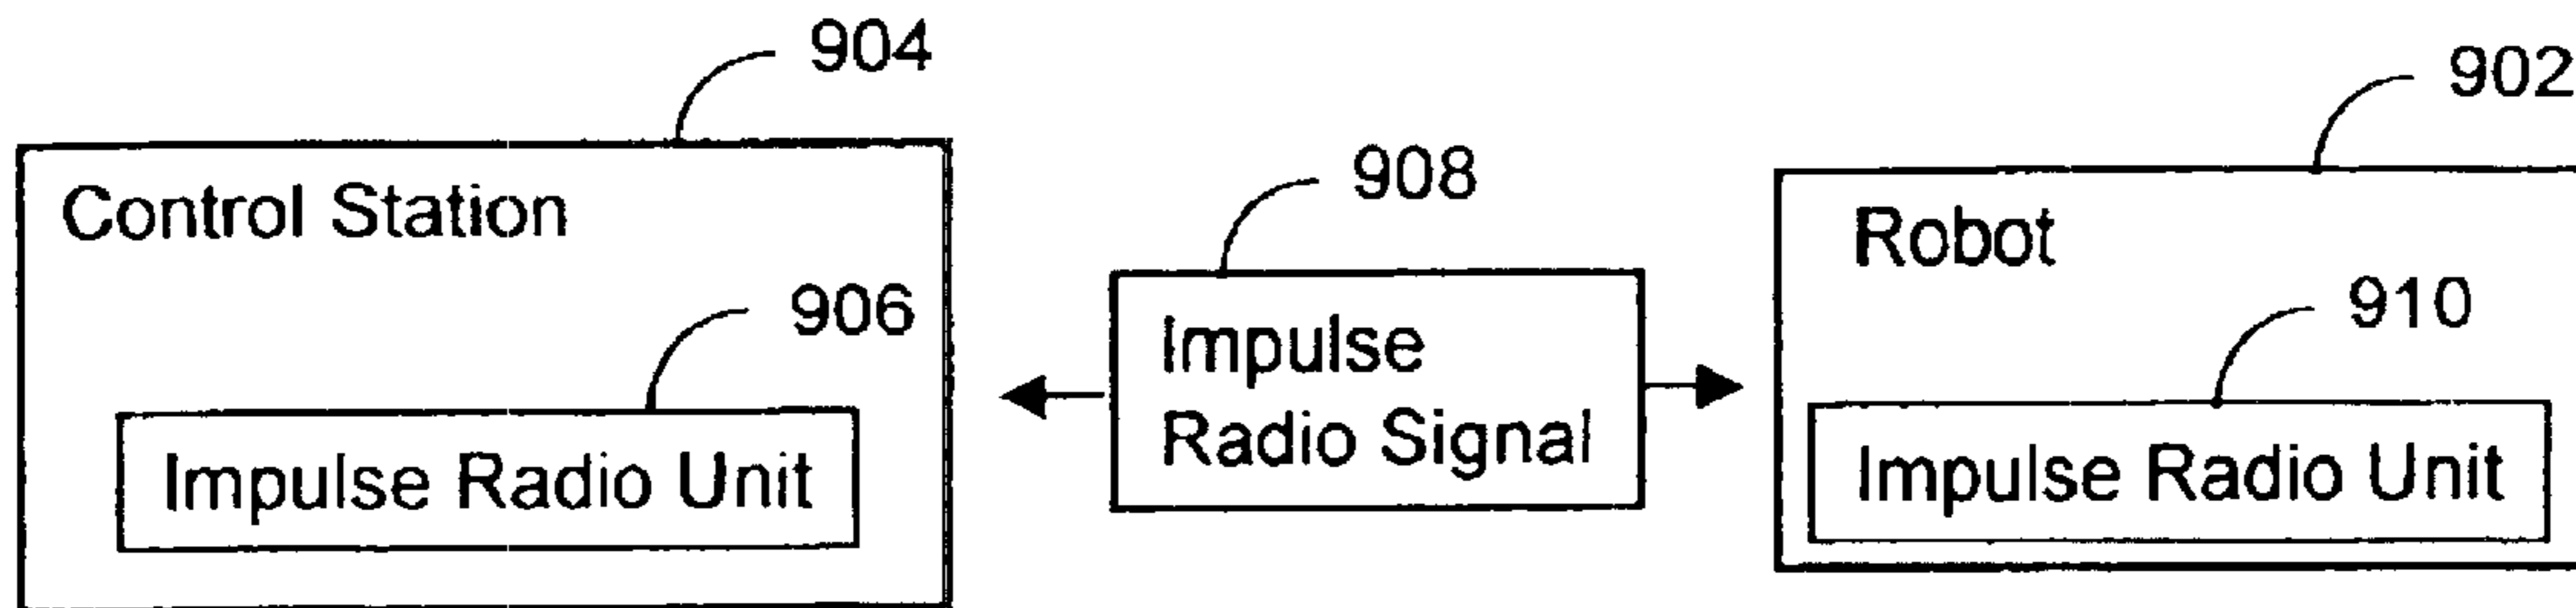 904
Control Station
906
Impulse Radio Unit
908
Impulse
Radio Signal
902
Robot
910
Impulse Radio Unit